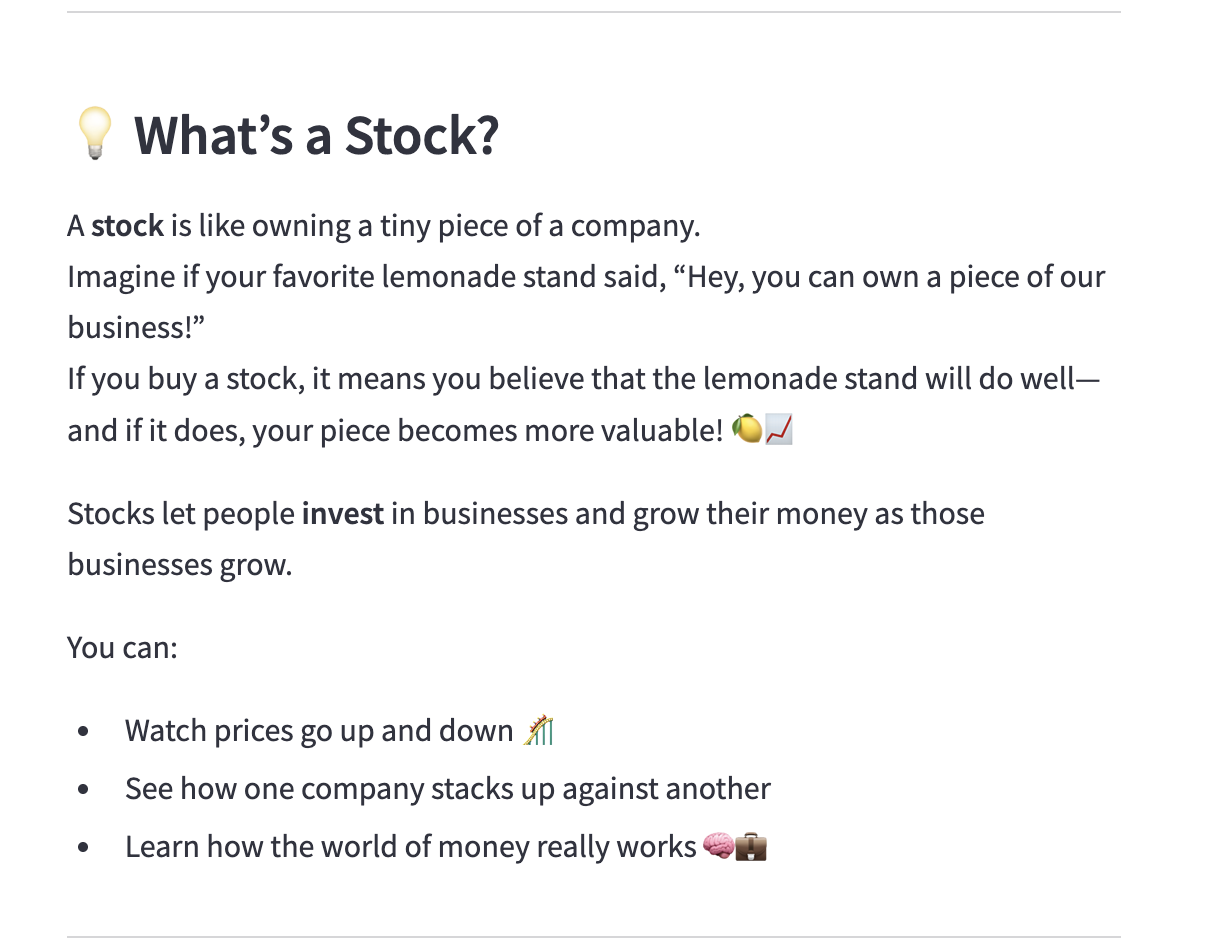 💡 What’s a Stock?
A stock is like owning a tiny piece of a company.
Imagine if your favorite lemonade stand said, “Hey, you can own a piece of our
business!”
If you buy a stock, it means you believe that the lemonade stand will do well—
and if it does, your piece becomes more valuable! 🍋📈
Stocks let people invest in businesses and grow their money as those
businesses grow.
You can:
• Watch prices go up and down 🎢
• See how one company stacks up against another
• Learn how the world of money really works 🧠💼